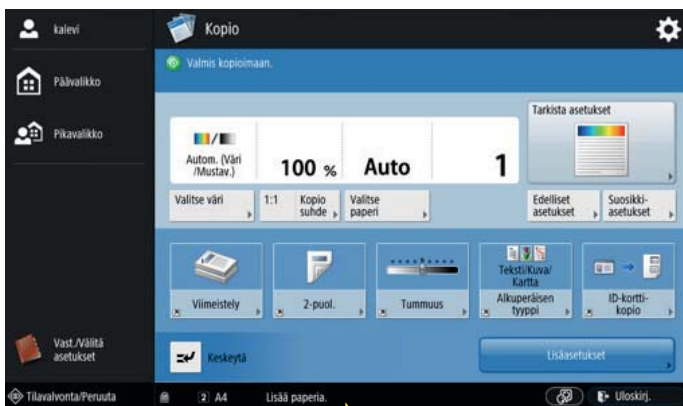 kalevi
Kopio
Päävalikko
Valmis kopioimaan.
Pikavalikko
Tarkista asetukset
Autom. (Väri
/Mustav.)
100 %
Auto
1
Valitse väri
1:1
Kopio
suhde
Valitse
paperi
Edelliset
asetukset
Suosikki-
asetukset
Viimeistely
2-puol.
Tummuus
Teksti/Kuva/
Kartta
Alkuperäisen
tyyppi
ID-kortti-
kopio
Vast./Välitä
asetukset
Keskeytä
Lisäasetukset
Tilavalvonta/Peruuta
2 A4
Lisää paperia.
Uloskirj.